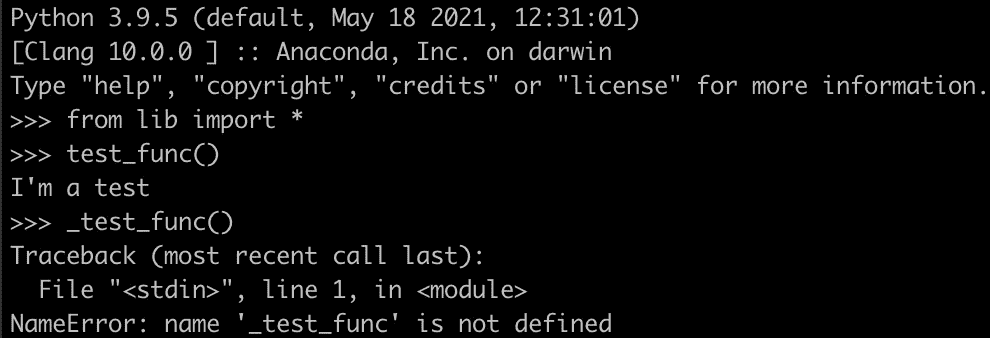 Python 3.9.5 (default, May 18 2021, 12:31:01)
[Clang 10.0.0 ] :: Anaconda, Inc. on darwin
Type "help", "copyright", "credits" or "license" for more information.
>>> from lib import *
>>> test_func()
I'm a test
>>> _test_func()
Traceback (most recent call last):
  File "<stdin>", line 1, in <module>
NameError: name '_test_func' is not defined